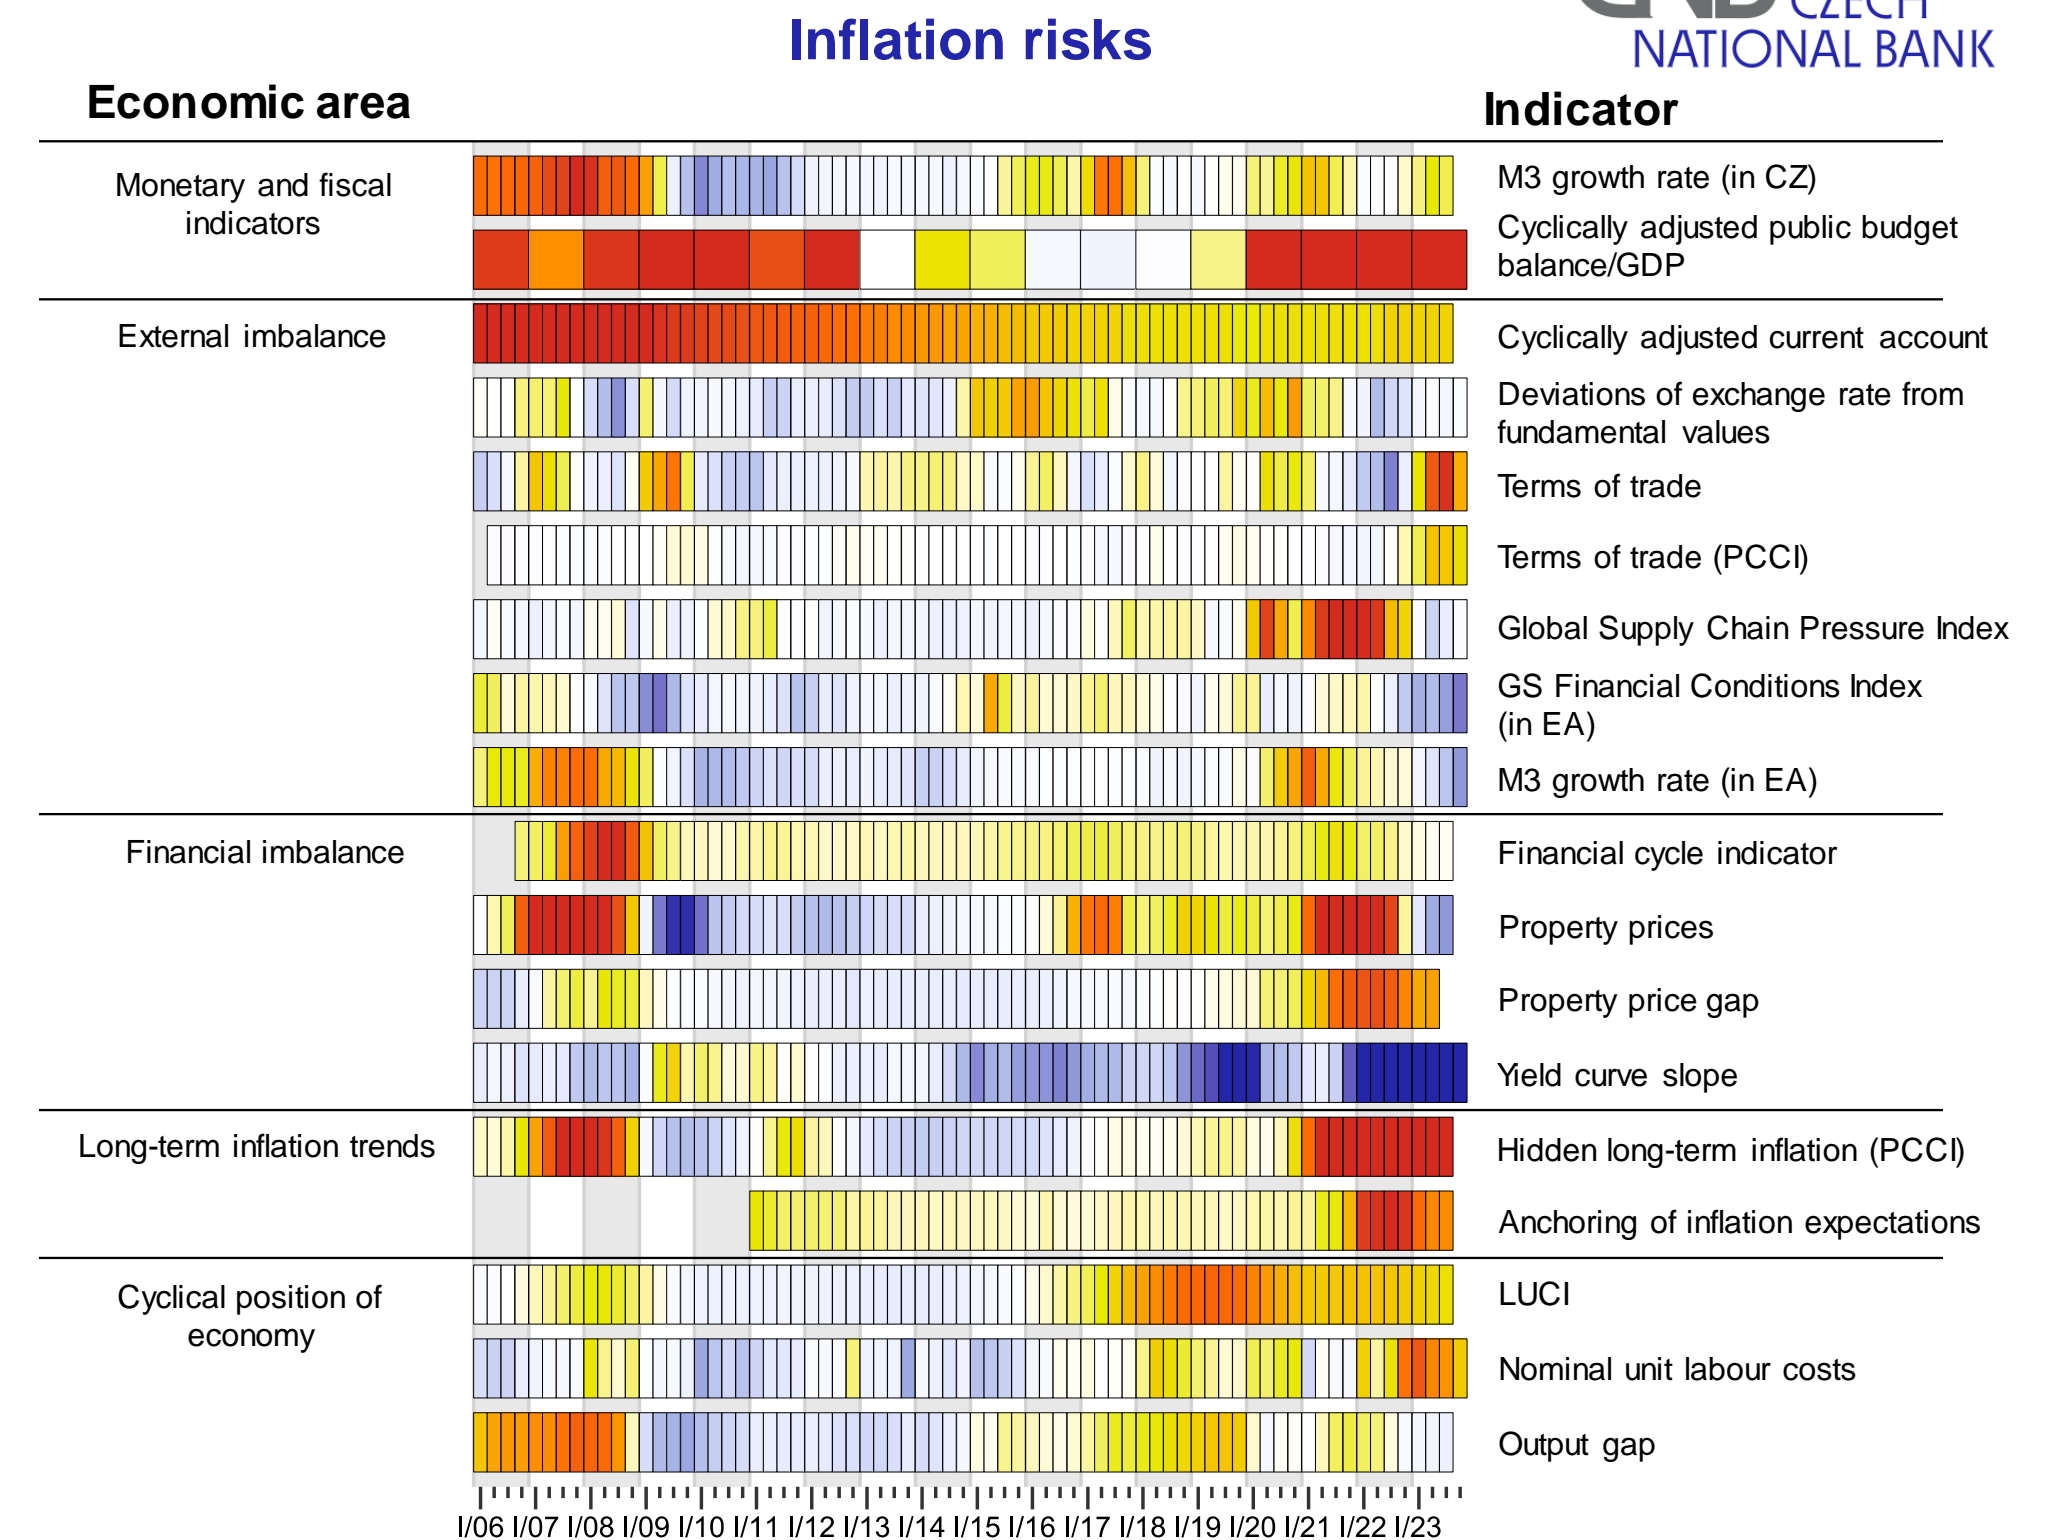 Inflation risks
CNB CZECH
NATIONAL BANK
Economic area
Indicator
Monetary and fiscal
indicators
M3 growth rate (in CZ)
Cyclically adjusted public budget
balance/GDP
External imbalance
Cyclically adjusted current account
Deviations of exchange rate from
fundamental values
Terms of trade
Terms of trade (PCCI)
Global Supply Chain Pressure Index
GS Financial Conditions Index
(in EA)
M3 growth rate (in EA)
Financial imbalance
Financial cycle indicator
Property prices
Property price gap
Yield curve slope
Long-term inflation trends
Hidden long-term inflation (PCCI)
Anchoring of inflation expectations
Cyclical position of
economy
LUCI
Nominal unit labour costs
Output gap
I/06 I/07 I/08 I/09 I/10 I/11 I/12 I/13 I/14 I/15 I/16 I/17 I/18 I/19 I/20 I/21 I/22 I/23